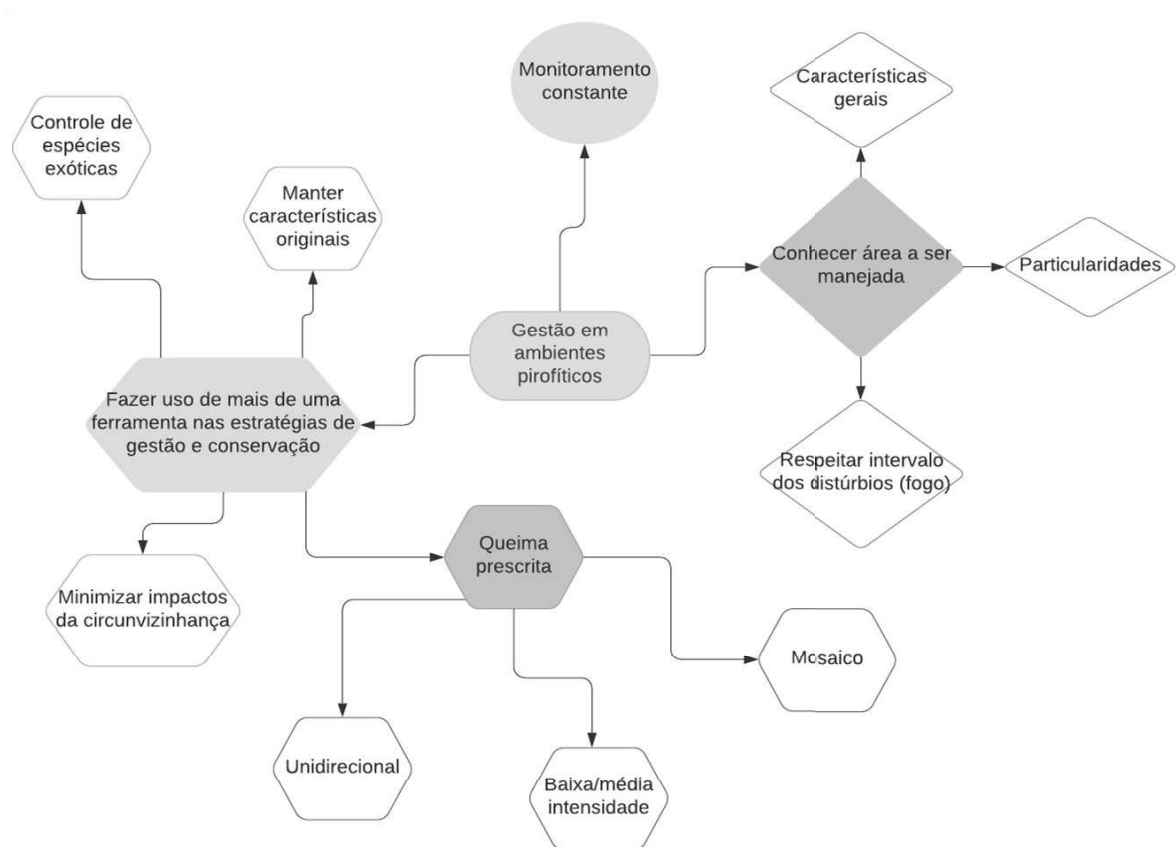 Monitoramento
constante
Características
gerais
Controle de
espécies
exóticas
Manter
características
originais
Conhecer área a ser
manejada
Particularidades
Gestão em
ambientes
pirofíticos
Fazer uso de mais de uma
ferramenta nas estratégias de
gestão e conservação
Respeitar intervalo
dos distúrbios (fogo)
Queima
prescrita
Minimizar impactos
da circunvizinhança
Mosaico
Unidirecional
Baixa/média
intensidade